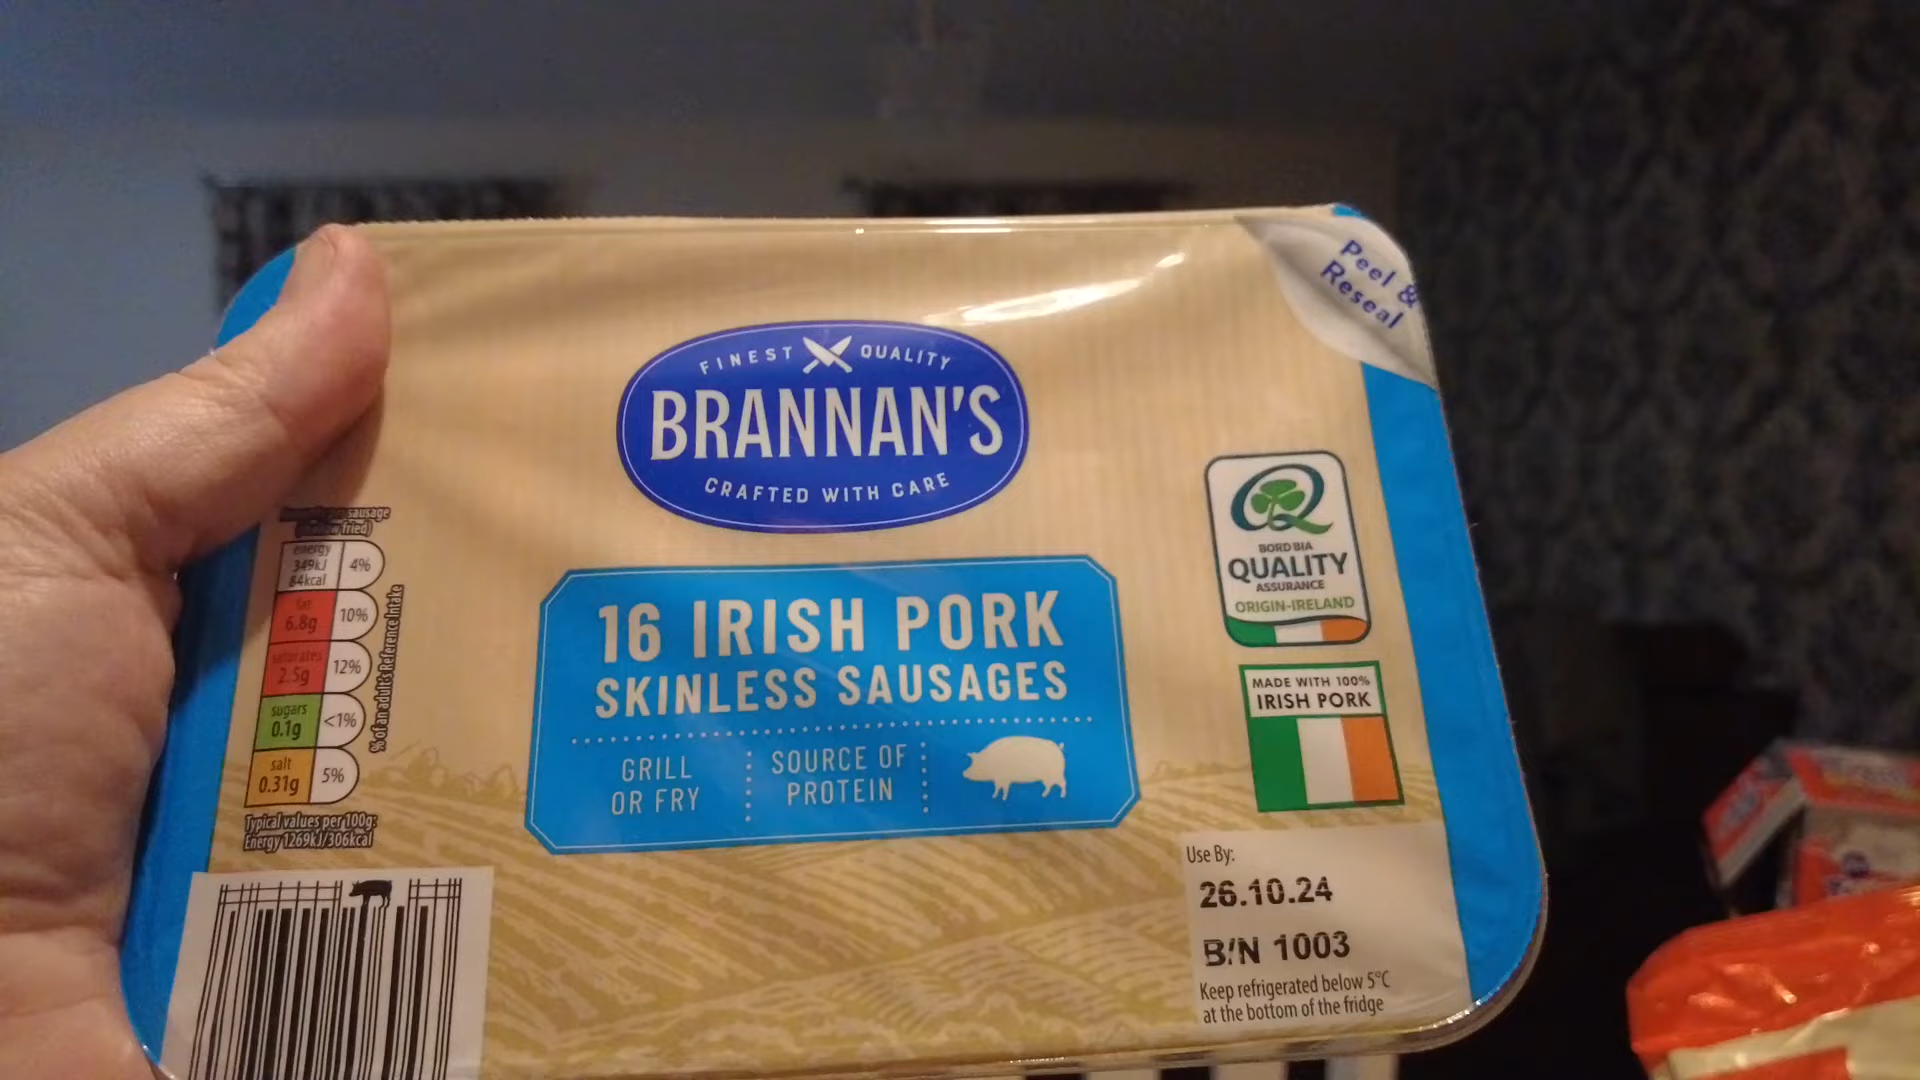 Peel &
Reseal
FINEST QUALITY
BRANNAN'S
CRAFTED WITH CARE
sausage
fried)
energy
349kJ
84kcal
4%
fat
6.8g
10%
saturates
2.5g
12%
sugars
0.1g
<1%
salt
0.31g
5%
% of an adult's Reference Intake
Typical values per 100g:
Energy 1269kJ/306kcal
16 IRISH PORK
SKINLESS SAUSAGES
GRILL
OR FRY
SOURCE OF
PROTEIN
BORD BIA
QUALITY
ASSURANCE
ORIGIN-IRELAND
MADE WITH 100%
IRISH PORK
Use By:
26.10.24
B/N 1003
Keep refrigerated below 5°C
at the bottom of the fridge